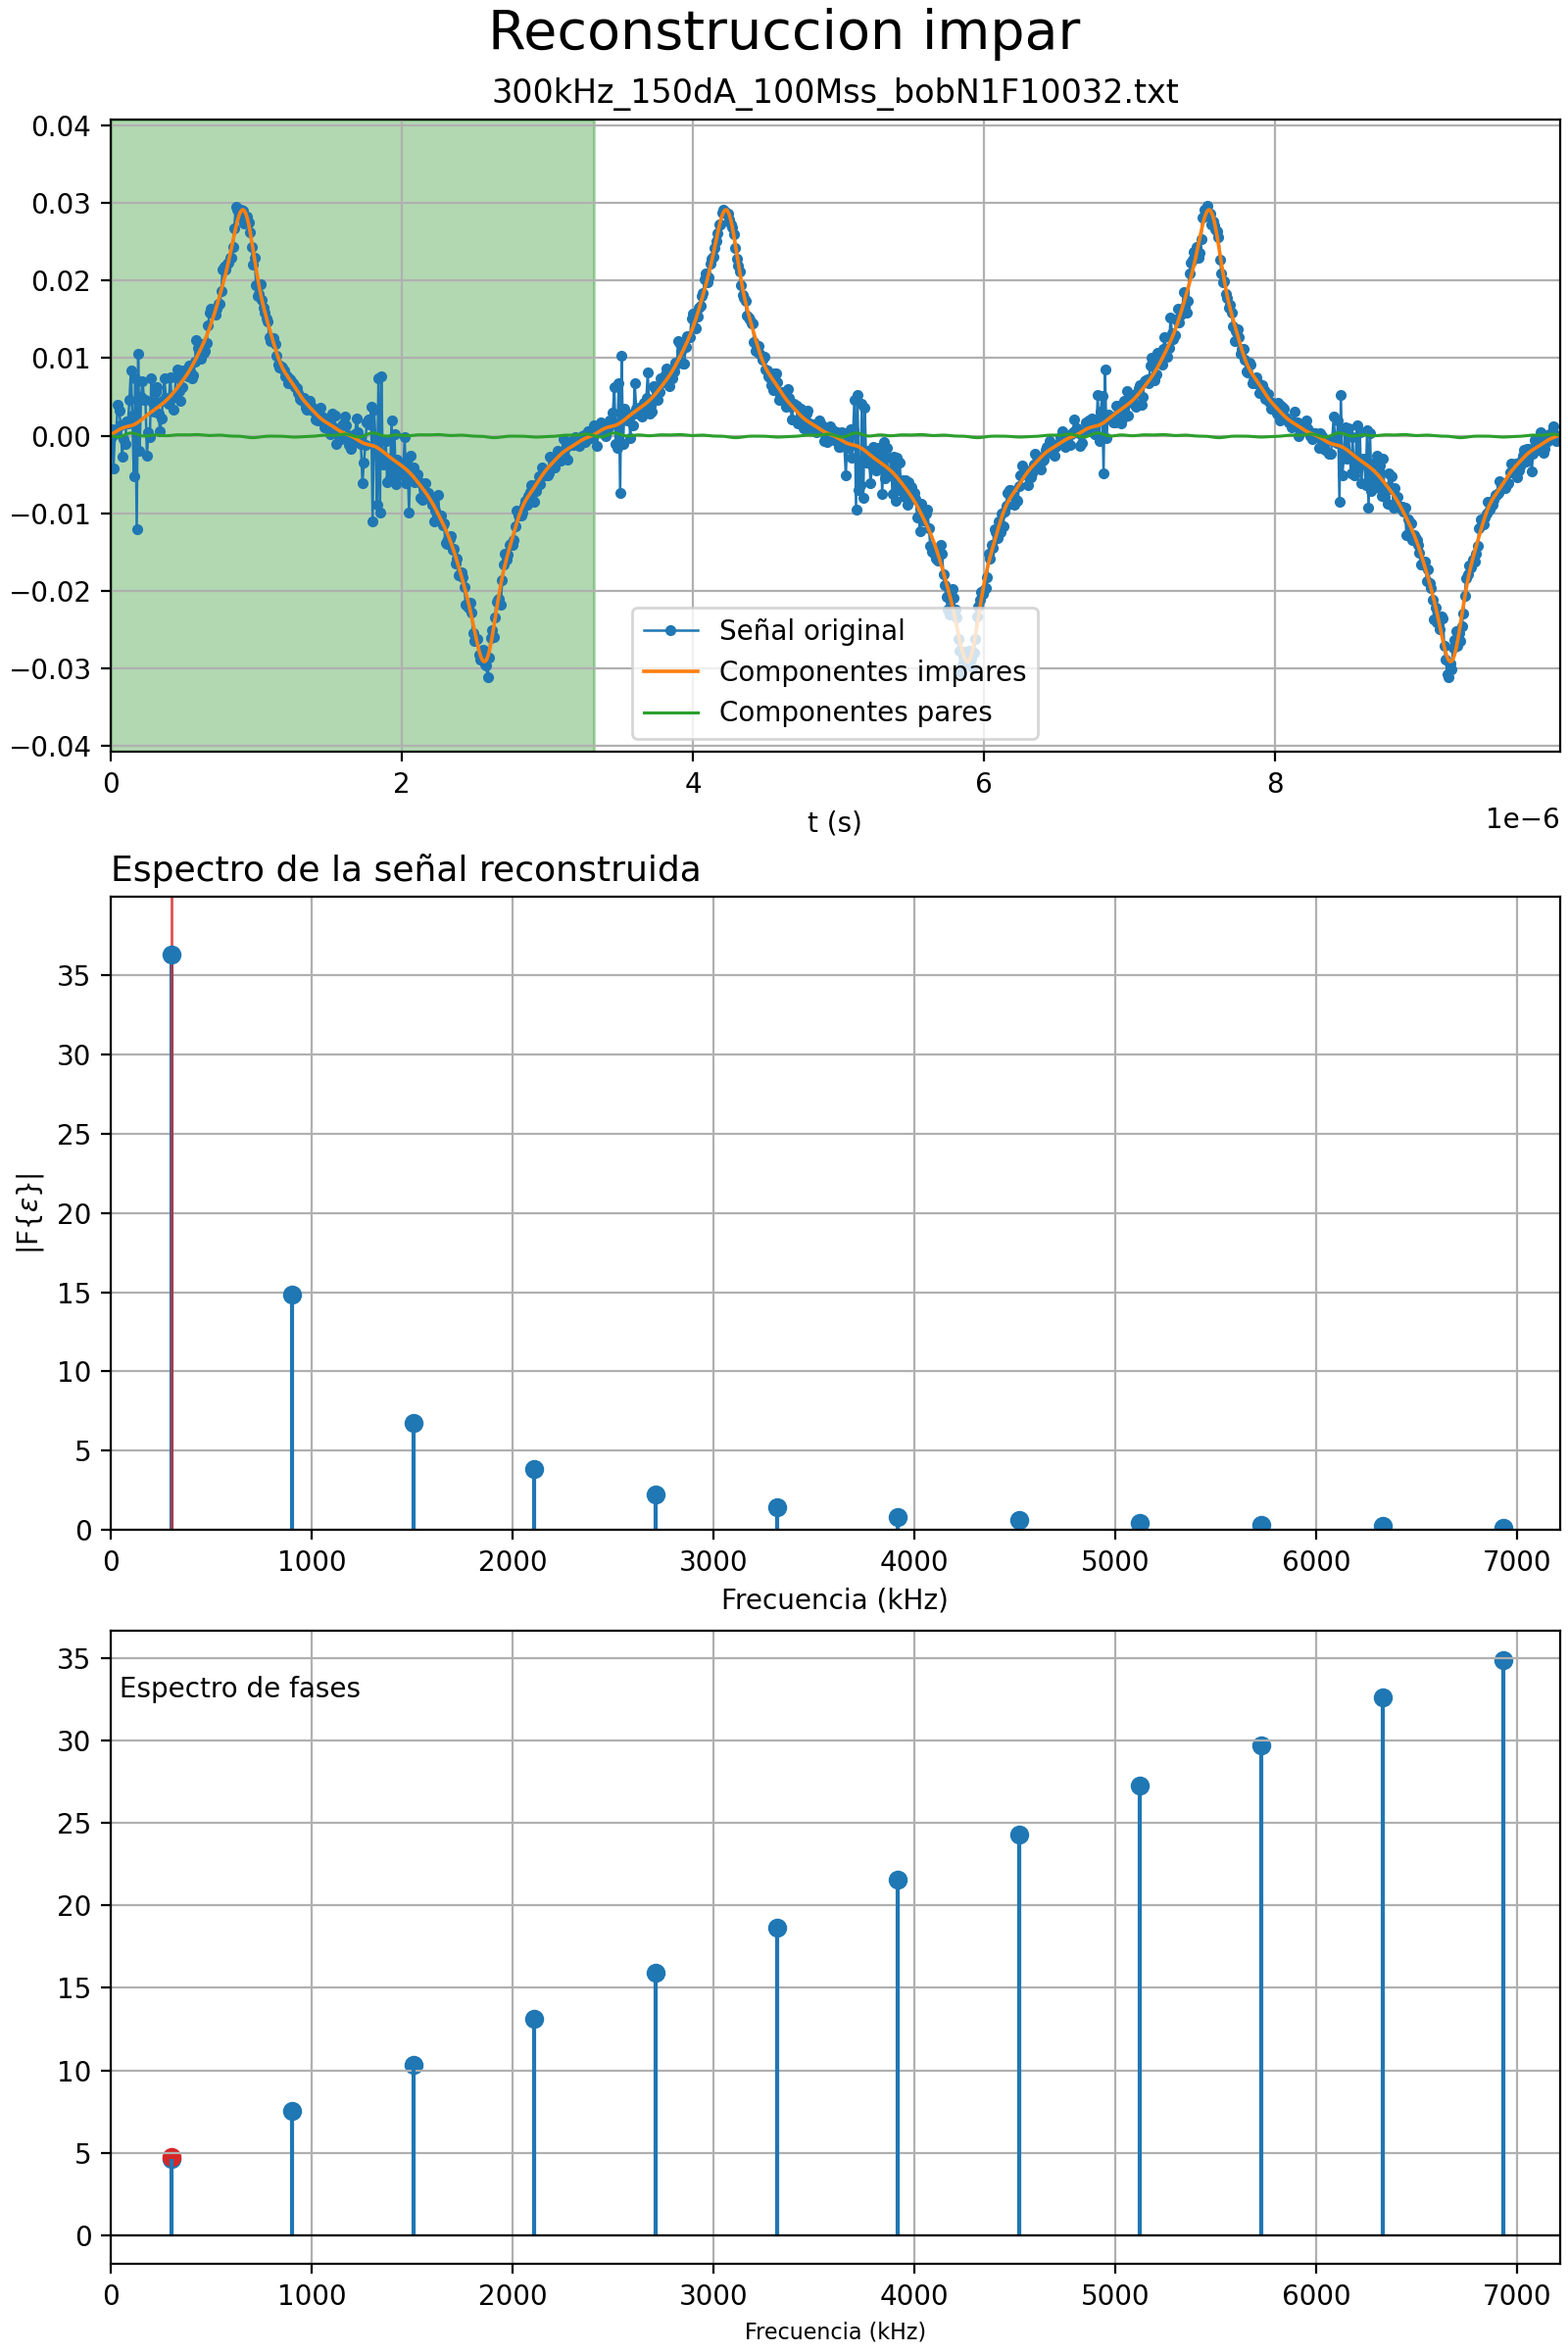 Reconstruccion impar
300kHz_150dA_100Mss_bobN1F10032.txt
0.04
0.03
0.02
0.01
0.00
−0.01
−0.02
−0.03
−0.04
Señal original
Componentes impares
Componentes pares
0 2 4 6 8
t (s)
1e−6
Espectro de la señal reconstruida
35
30
25
20
15
10
5
0
|F{ε}|
0 1000 2000 3000 4000 5000 6000 7000
Frecuencia (kHz)
Espectro de fases
35
30
25
20
15
10
5
0
0 1000 2000 3000 4000 5000 6000 7000
Frecuencia (kHz)